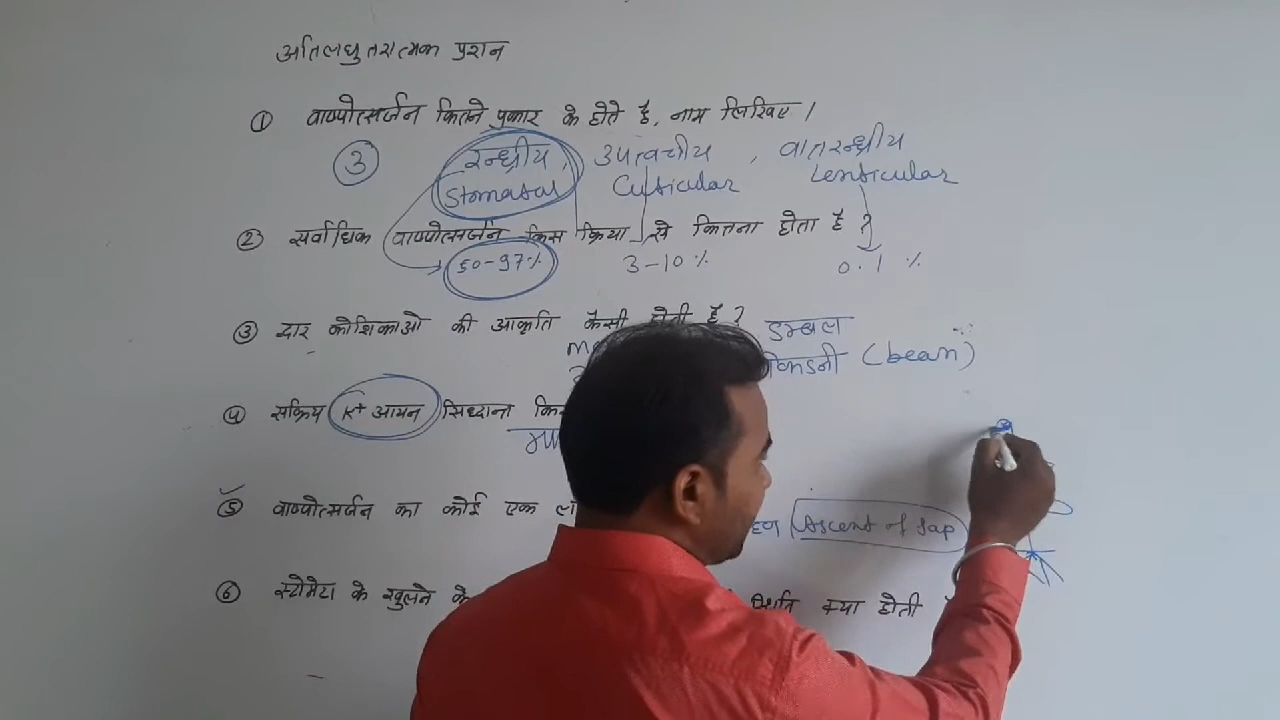 अतिलघु तरात्मक प्रशन
① वाष्पोत्सर्जन कितने प्रकार के होते है, नाम लिखिए ।
③ रन्ध्रीय, उपत्वचीय, वातरन्ध्रीय
Stomatal Cuticular Lenticular
② सर्वाधिक वाष्पोत्सर्जन किस क्रिया से कितना होता है ?
50-97% 3-10% 0.1 %
③ द्वार कोशिकाओ की आकृति कैसी होती है ? डम्बल
किडनी (bean)
④ सक्रिय K+ आयन सिध्दान्त
⑤ वाष्पोत्सर्जन का कोई एक
Ascent of Sap
⑥ स्टोमेटा के खुलने के स्थिति क्या होती